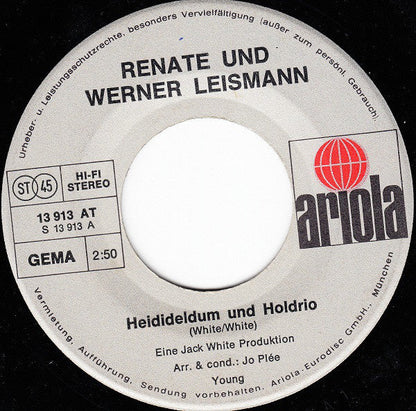 Urheber- u. Leistungsschutzrechte, besonders Vervielfältigung (außer zum persönl. Gebrauch),
RENATE UND
WERNER LEISMANN
ST 45
HI-FI
STEREO
13 913 AT
S 13 913 A
GEMA
2:50
ariola
Heidideldum und Holdrio
(White/White)
Eine Jack White Produktion
Arr. & cond.: Jo Plée
Young
Vermietung, Aufführung, Sendung vorbehalten. Ariola-Eurodisc GmbH., München